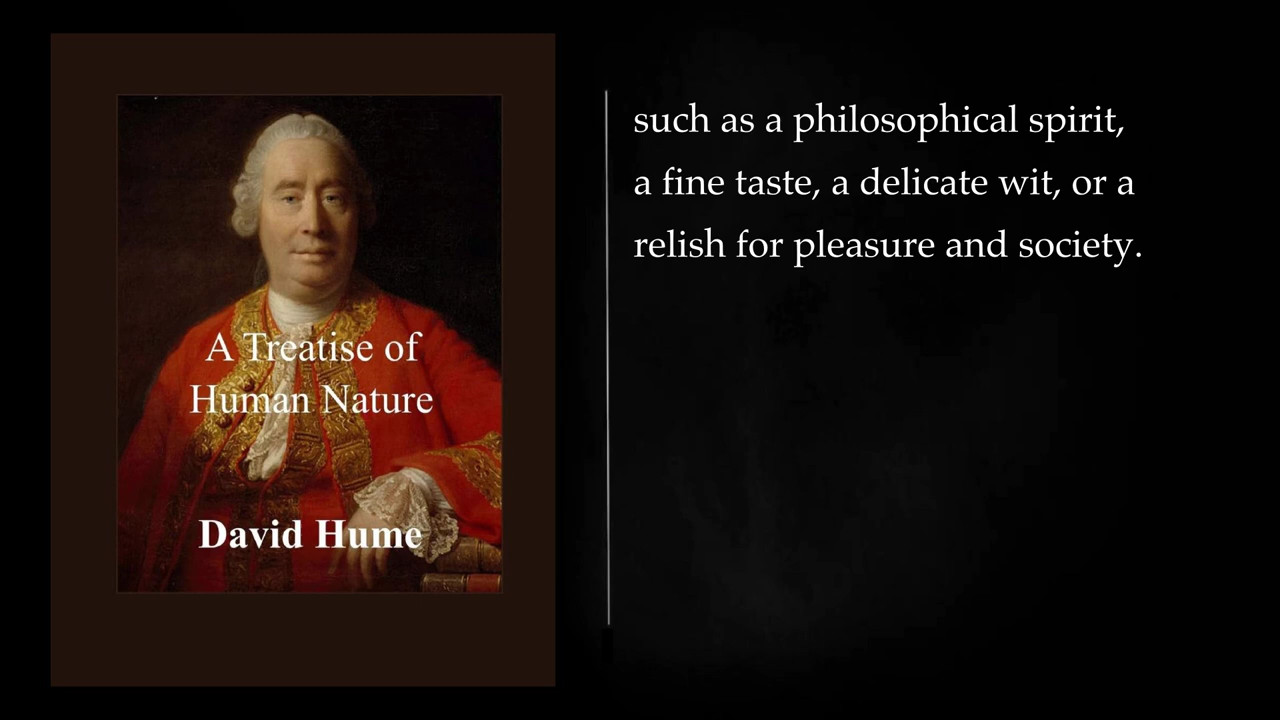 A Treatise of
Human Nature
David Hume
such as a philosophical spirit,
a fine taste, a delicate wit, or a
relish for pleasure and society.